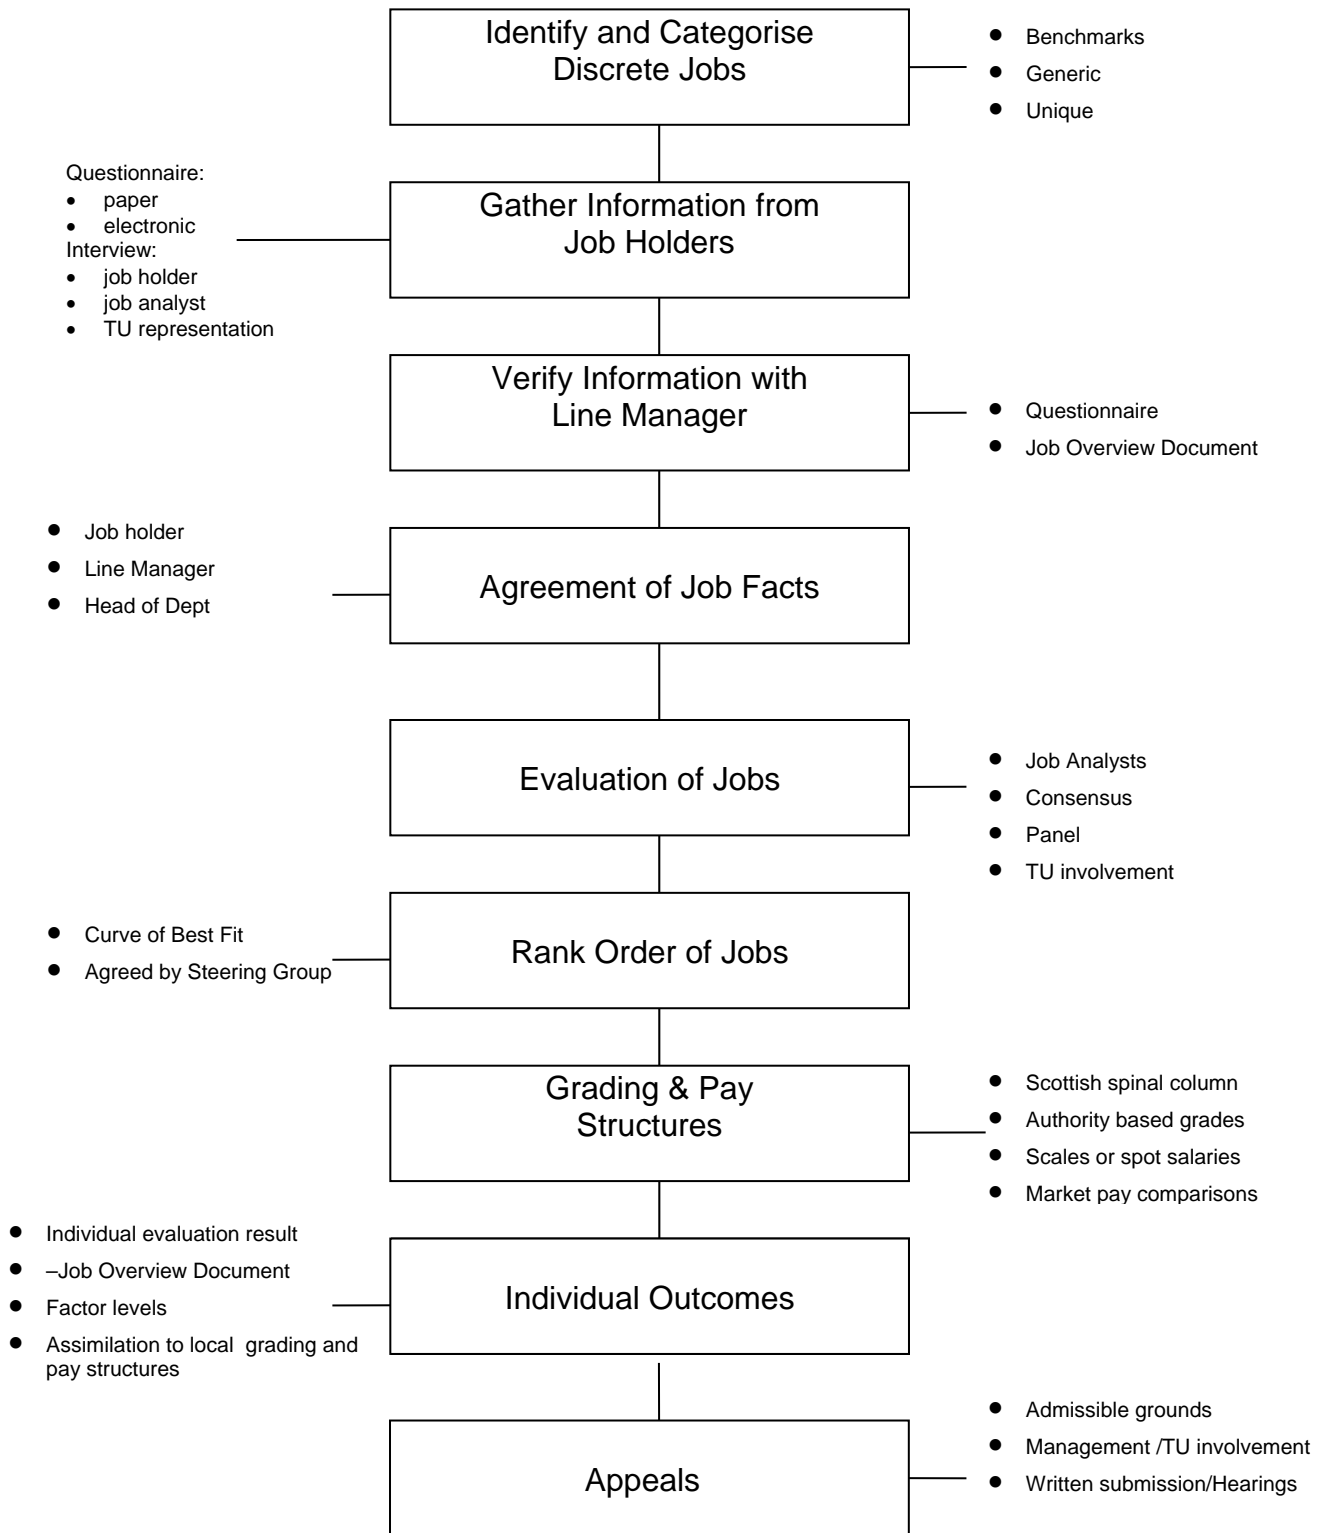 Identify and Categorise
Discrete Jobs
• Benchmarks
• Generic
• Unique
Questionnaire:
• paper
• electronic
Interview:
• job holder
• job analyst
• TU representation
Gather Information from
Job Holders
Verify Information with
Line Manager
• Questionnaire
• Job Overview Document
• Job holder
• Line Manager
• Head of Dept
Agreement of Job Facts
Evaluation of Jobs
• Job Analysts
• Consensus
• Panel
• TU involvement
• Curve of Best Fit
• Agreed by Steering Group
Rank Order of Jobs
Grading & Pay
Structures
• Scottish spinal column
• Authority based grades
• Scales or spot salaries
• Market pay comparisons
• Individual evaluation result
• –Job Overview Document
• Factor levels
• Assimilation to local  grading and
pay structures
Individual Outcomes
Appeals
• Admissible grounds
• Management /TU involvement
• Written submission/Hearings